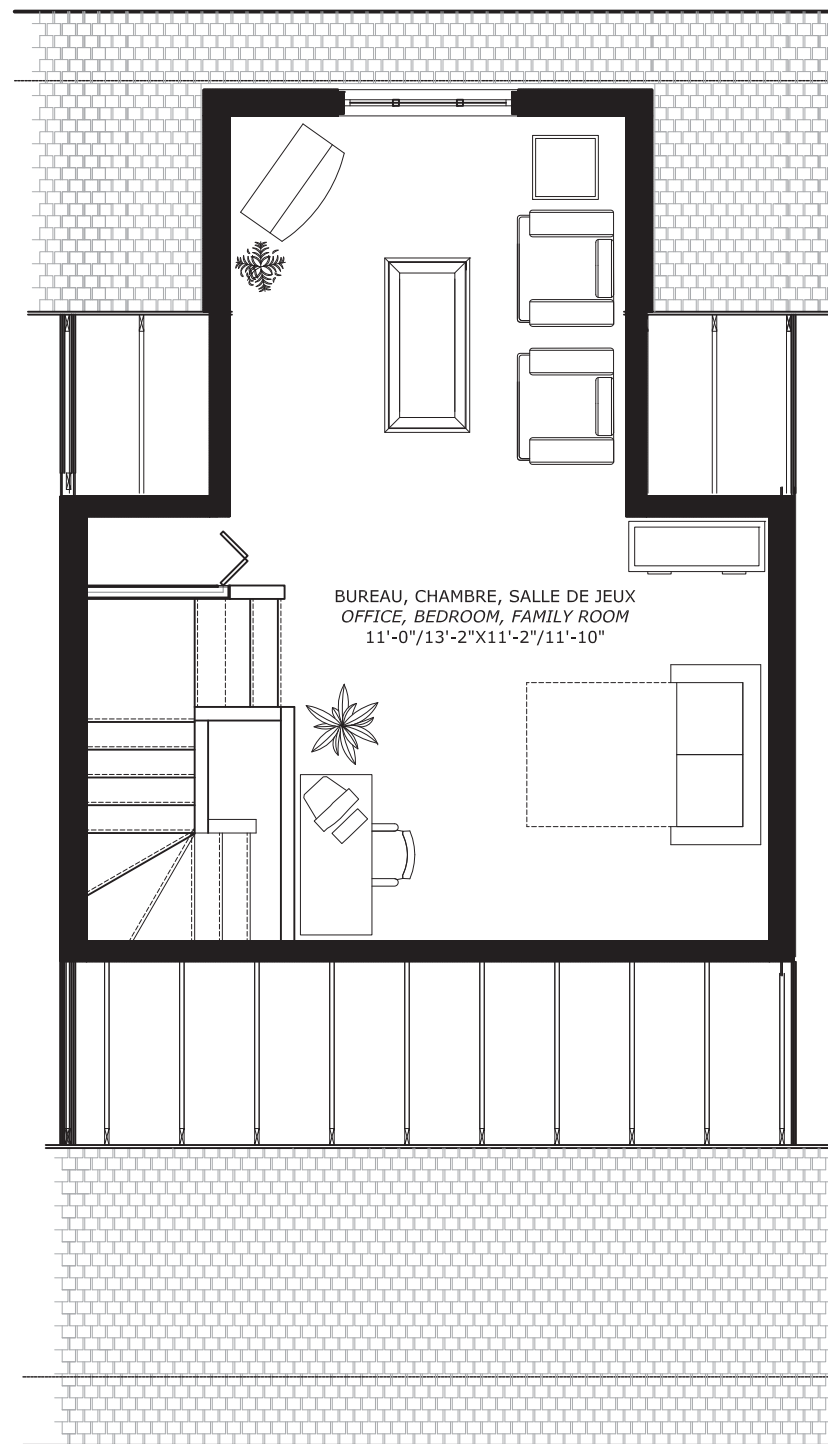 BUREAU, CHAMBRE, SALLE DE JEUX
OFFICE, BEDROOM, FAMILY ROOM
11'-0"/13'-2"X11'-2"/11'-10"